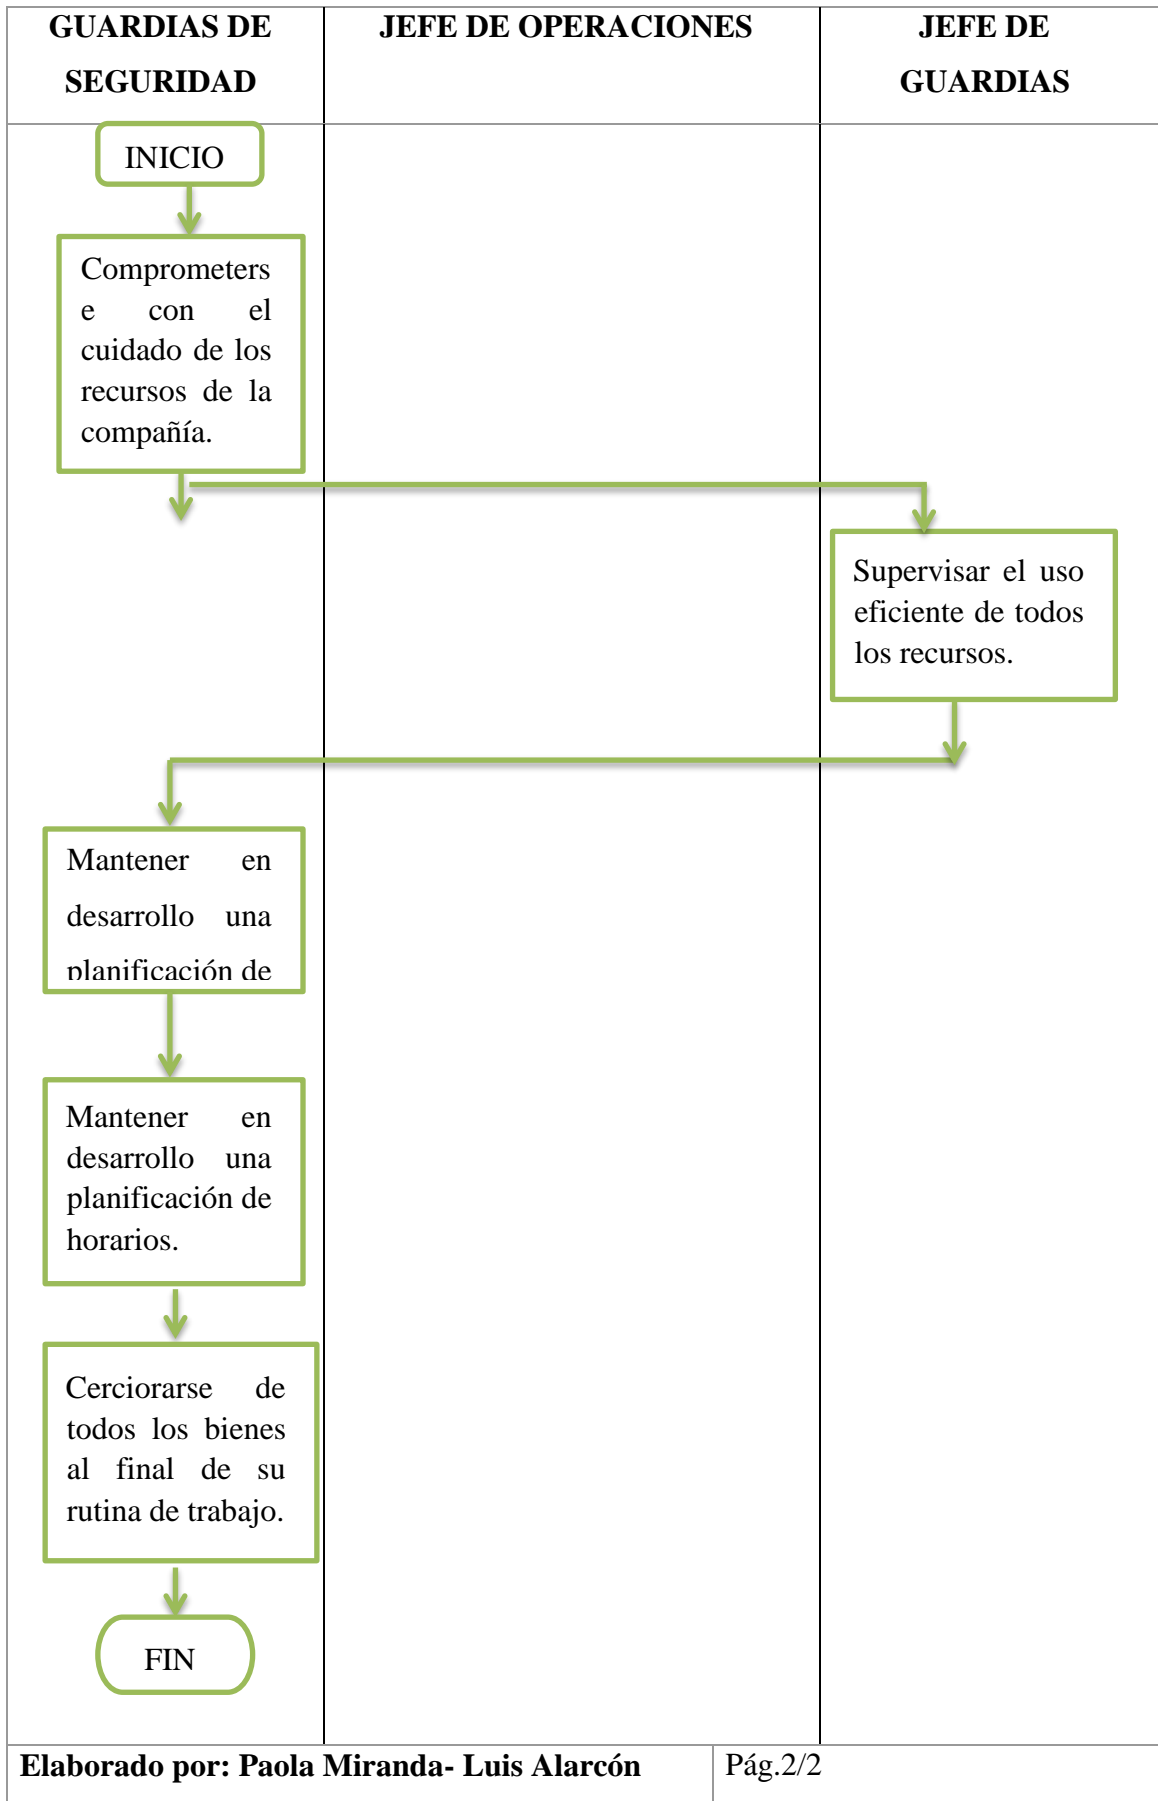 GUARDIAS DE
SEGURIDAD
JEFE DE OPERACIONES
JEFE DE
GUARDIAS
INICIO
Comprometers
e con el
cuidado de los
recursos de la
compañía.
Supervisar el uso
eficiente de todos
los recursos.
Mantener en
desarrollo una
planificación de
Mantener en
desarrollo una
planificación de
horarios.
Cerciorarse de
todos los bienes
al final de su
rutina de trabajo.
FIN
Elaborado por: Paola Miranda- Luis Alarcón
Pág.2/2